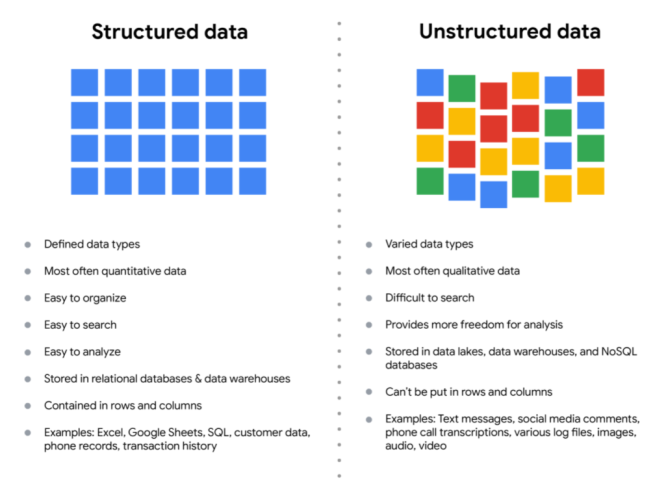 Structured data
Defined data types
Most often quantitative data
Easy to organize
Easy to search
Easy to analyze
Stored in relational databases & data warehouses
Contained in rows and columns
Examples: Excel, Google Sheets, SQL, customer data,
phone records, transaction history
Unstructured data
Varied data types
Most often qualitative data
Difficult to search
Provides more freedom for analysis
Stored in data lakes, data warehouses, and NoSQL
databases
Can't be put in rows and columns
Examples: Text messages, social media comments,
phone call transcriptions, various log files, images,
audio, video